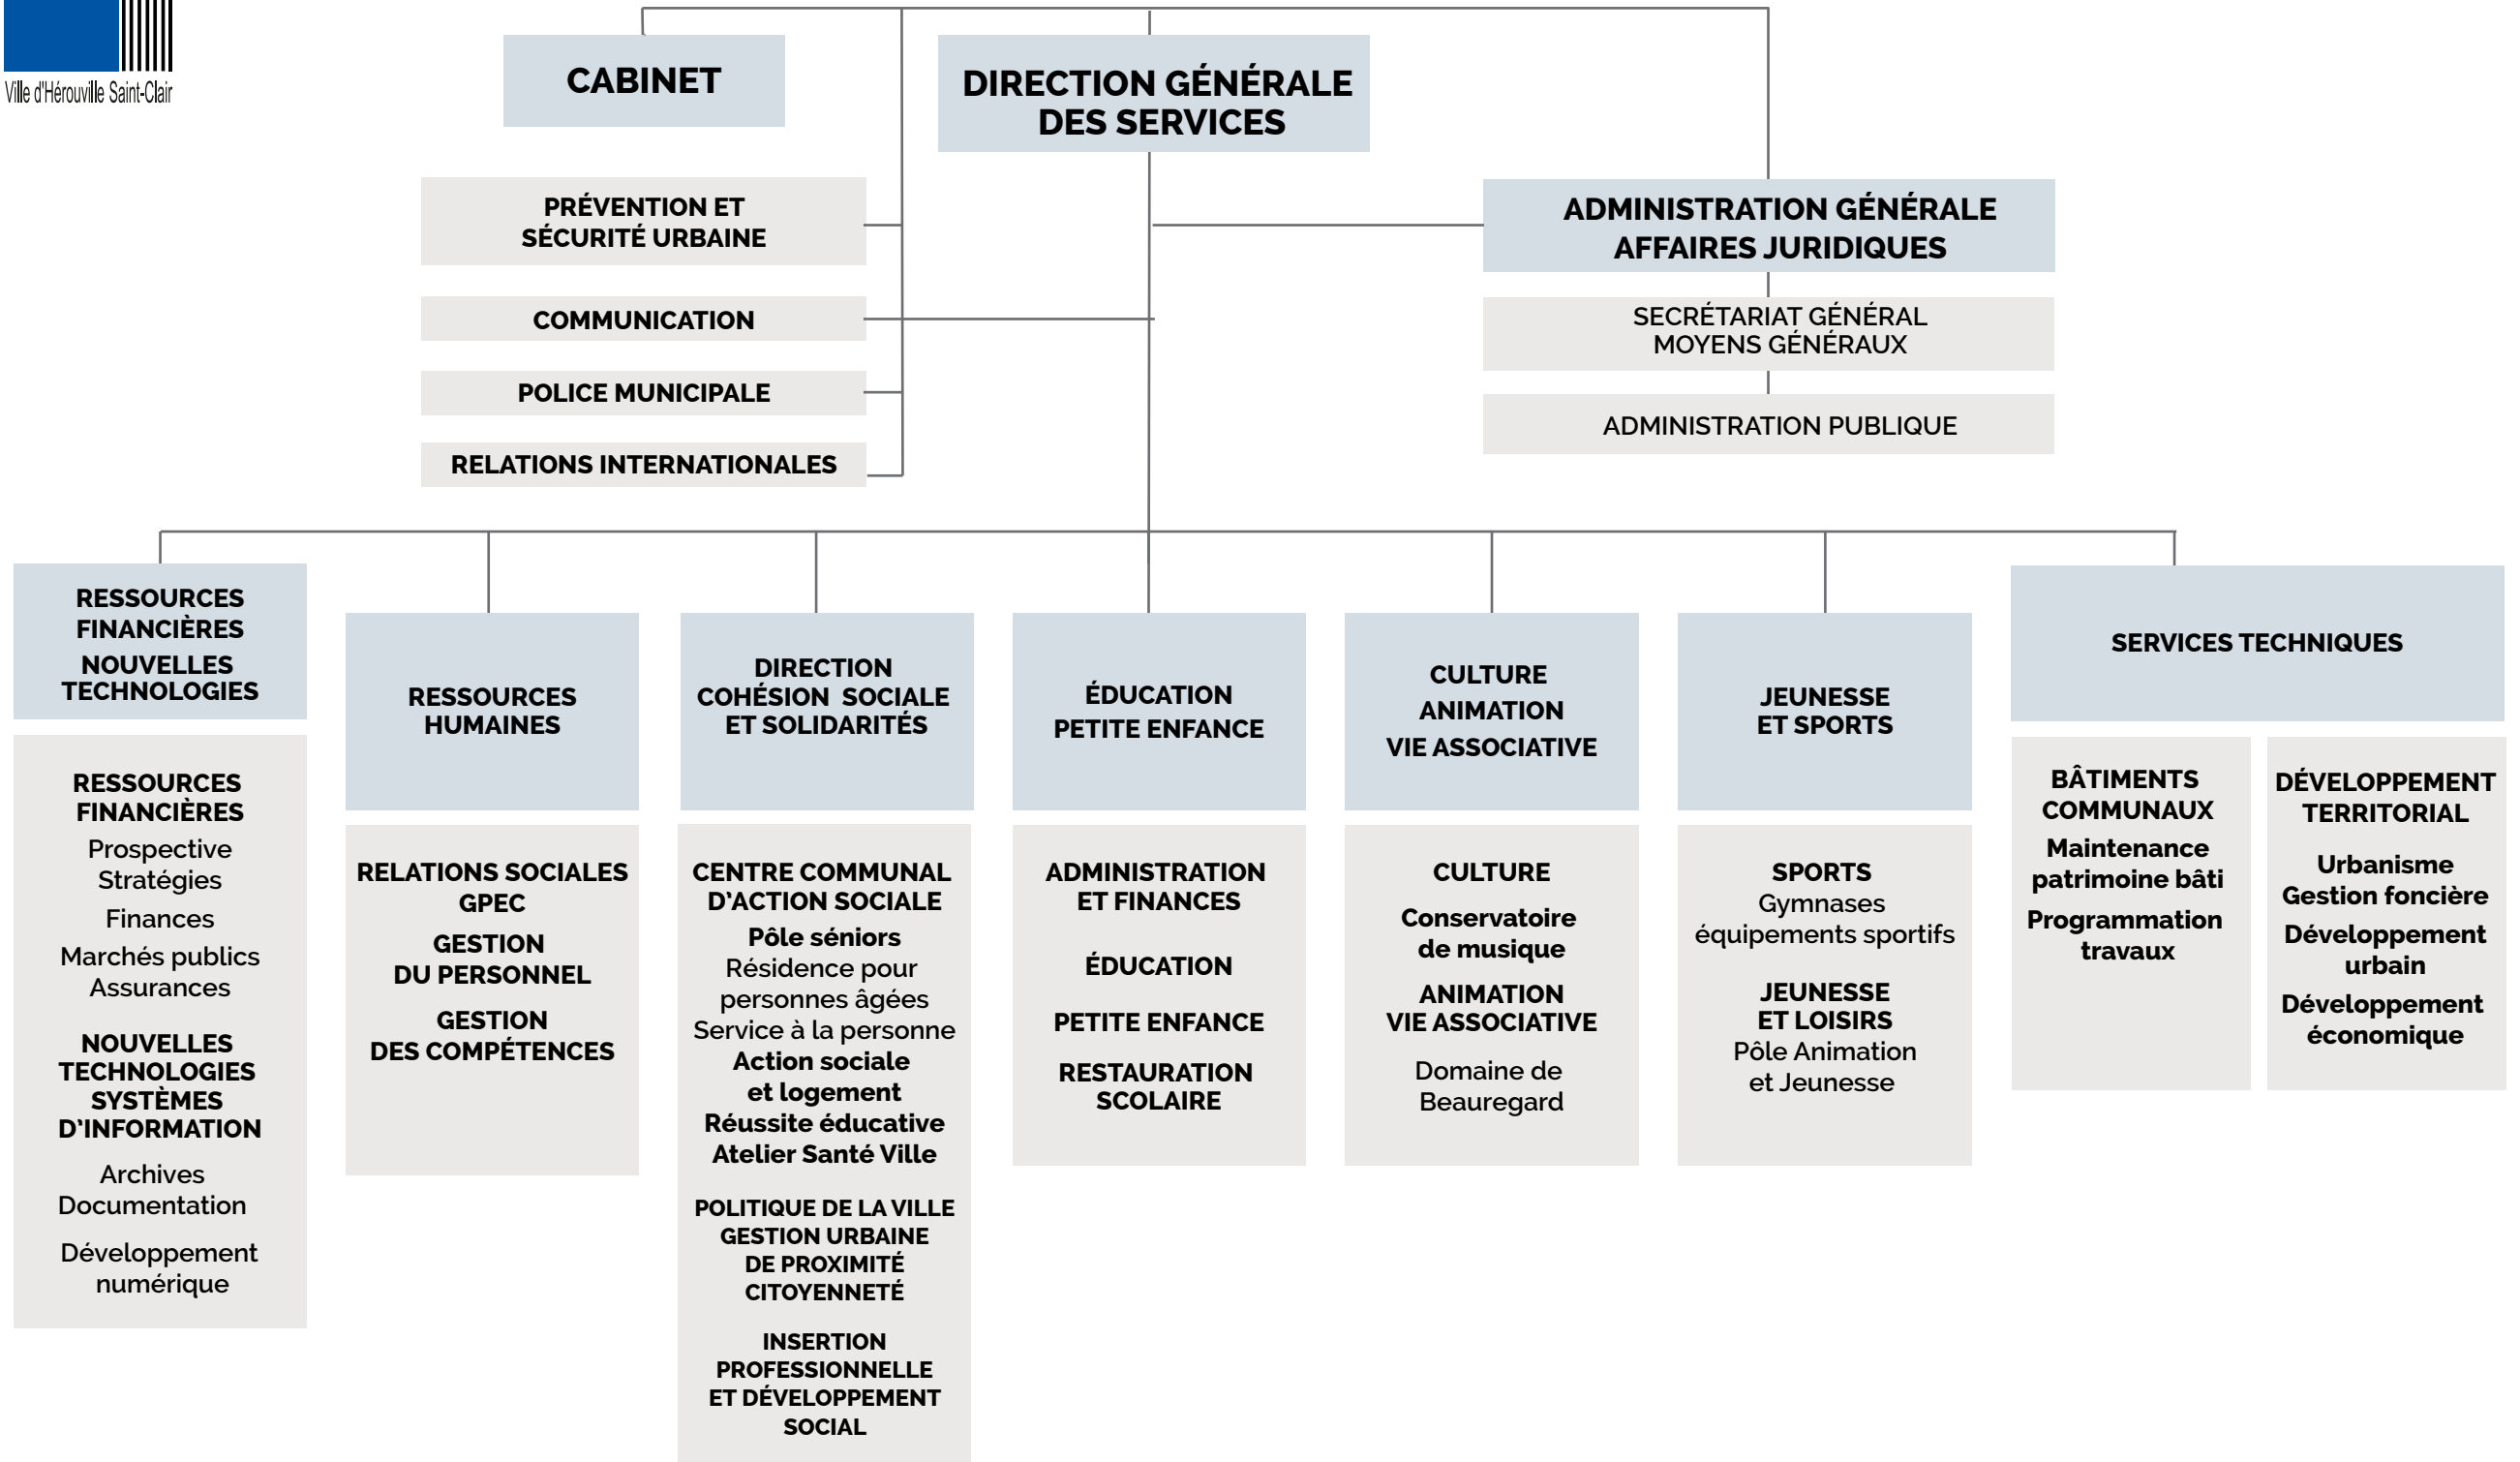 Ville d'Hérouville Saint-Clair
CABINET
DIRECTION GÉNÉRALE
DES SERVICES
PRÉVENTION ET
SÉCURITÉ URBAINE
COMMUNICATION
POLICE MUNICIPALE
RELATIONS INTERNATIONALES
ADMINISTRATION GÉNÉRALE
AFFAIRES JURIDIQUES
SECRÉTARIAT GÉNÉRAL
MOYENS GÉNÉRAUX
ADMINISTRATION PUBLIQUE
RESSOURCES
FINANCIÈRES
NOUVELLES
TECHNOLOGIES
RESSOURCES
FINANCIÈRES
Prospective
Stratégies
Finances
Marchés publics
Assurances
NOUVELLES
TECHNOLOGIES
SYSTÈMES
D'INFORMATION
Archives
Documentation
Développement
numérique
RESSOURCES
HUMAINES
RELATIONS SOCIALES
GPEC
GESTION
DU PERSONNEL
GESTION
DES COMPÉTENCES
DIRECTION
COHÉSION SOCIALE
ET SOLIDARITÉS
CENTRE COMMUNAL
D'ACTION SOCIALE
Pôle séniors
Résidence pour
personnes âgées
Service à la personne
Action sociale
et logement
Réussite éducative
Atelier Santé Ville
POLITIQUE DE LA VILLE
GESTION URBAINE
DE PROXIMITÉ
CITOYENNETÉ
INSERTION
PROFESSIONNELLE
ET DÉVELOPPEMENT
SOCIAL
ÉDUCATION
PETITE ENFANCE
ADMINISTRATION
ET FINANCES
ÉDUCATION
PETITE ENFANCE
RESTAURATION
SCOLAIRE
CULTURE
ANIMATION
VIE ASSOCIATIVE
CULTURE
Conservatoire
de musique
ANIMATION
VIE ASSOCIATIVE
Domaine de
Beauregard
JEUNESSE
ET SPORTS
SPORTS
Gymnases
équipements sportifs
JEUNESSE
ET LOISIRS
Pôle Animation
et Jeunesse
SERVICES TECHNIQUES
BÂTIMENTS
COMMUNAUX
Maintenance
patrimoine bâti
Programmation
travaux
DÉVELOPPEMENT
TERRITORIAL
Urbanisme
Gestion foncière
Développement
urbain
Développement
économique